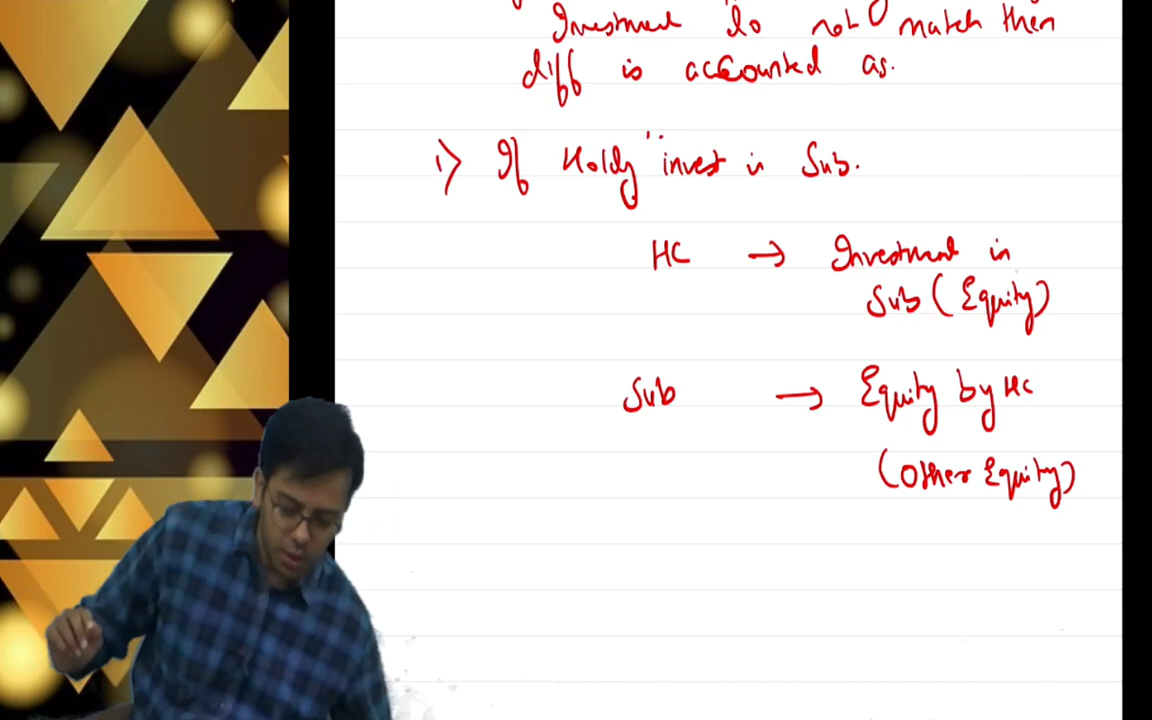 Investment do not match then
diff is accounted as.
1) If Holdg invest in Sub.
HC → Investment in
Sub (Equity)
Sub → Equity by HC
(Other Equity)